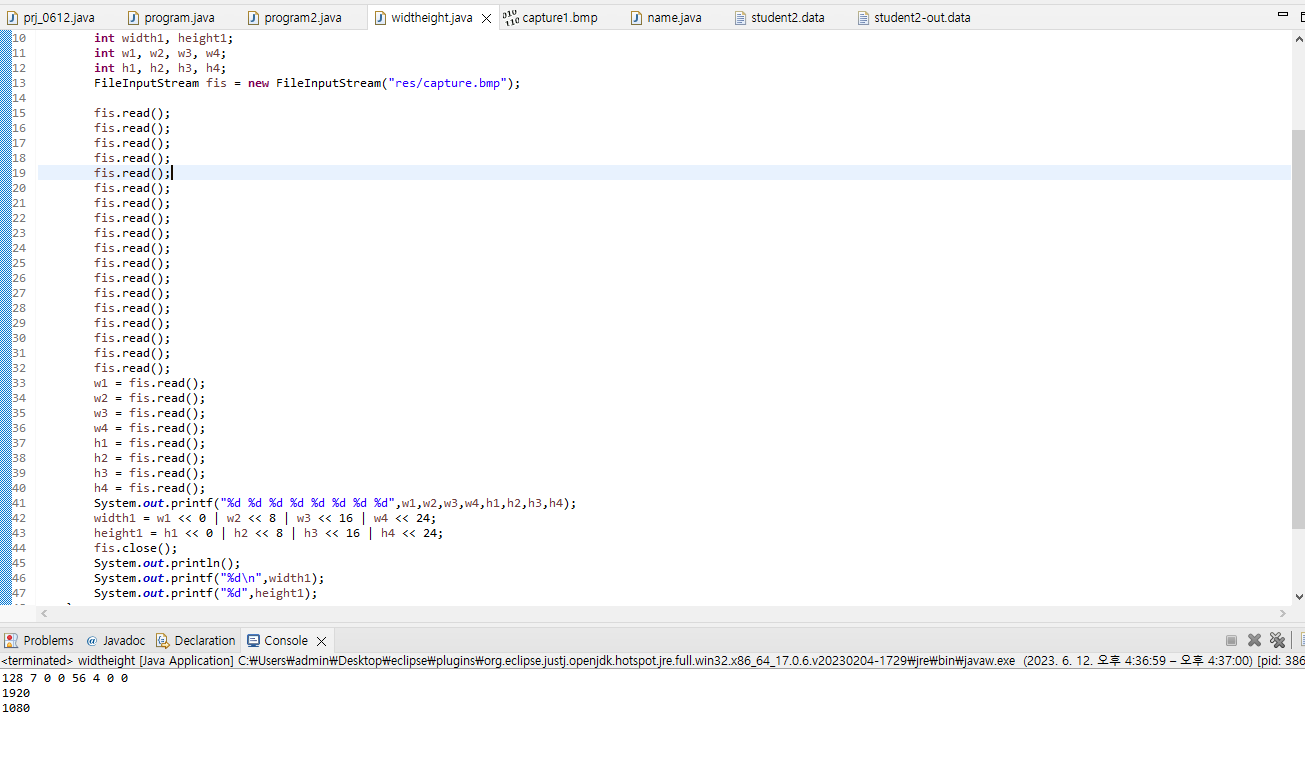 prj_0612.java program.java program2.java widtheight.java capture1.bmp name.java student2.data student2-out.data
10 int width1, height1;
11 int w1, w2, w3, w4;
12 int h1, h2, h3, h4;
13 FileInputStream fis = new FileInputStream("res/capture.bmp");
14
15 fis.read();
16 fis.read();
17 fis.read();
18 fis.read();
19 fis.read();
20 fis.read();
21 fis.read();
22 fis.read();
23 fis.read();
24 fis.read();
25 fis.read();
26 fis.read();
27 fis.read();
28 fis.read();
29 fis.read();
30 fis.read();
31 fis.read();
32 fis.read();
33 w1 = fis.read();
34 w2 = fis.read();
35 w3 = fis.read();
36 w4 = fis.read();
37 h1 = fis.read();
38 h2 = fis.read();
39 h3 = fis.read();
40 h4 = fis.read();
41 System.out.printf("%d %d %d %d %d %d %d %d",w1,w2,w3,w4,h1,h2,h3,h4);
42 width1 = w1 << 0 | w2 << 8 | w3 << 16 | w4 << 24;
43 height1 = h1 << 0 | h2 << 8 | h3 << 16 | h4 << 24;
44 fis.close();
45 System.out.println();
46 System.out.printf("%d\n",width1);
47 System.out.printf("%d",height1);
Problems Javadoc Declaration Console
<terminated> widtheight [Java Application] C:₩Users₩admin₩Desktop₩eclipse₩plugins₩org.eclipse.justj.openjdk.hotspot.jre.full.win32.x86_64_17.0.6.v20230204-1729₩jre₩bin₩javaw.exe (2023. 6. 12. 오후 4:36:59 – 오후 4:37:00) [pid: 386
128 7 0 0 56 4 0 0
1920
1080